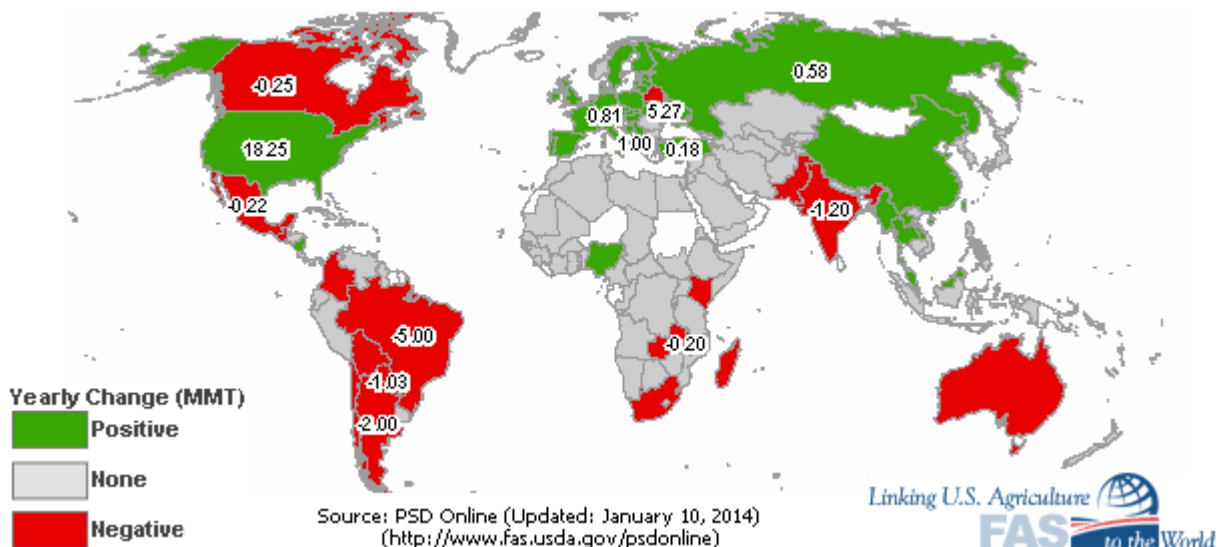 -0.25
0.58
18.25
0.81
5.27
1.00
0.18
-0.22
-1.20
-5.00
-0.20
-1.03
-2.00
Yearly Change (MMT)
Positive
None
Negative
Source: PSD Online (Updated: January 10, 2014)
(http://www.fas.usda.gov/psdonline)
Linking U.S. Agriculture
FAS
to the World